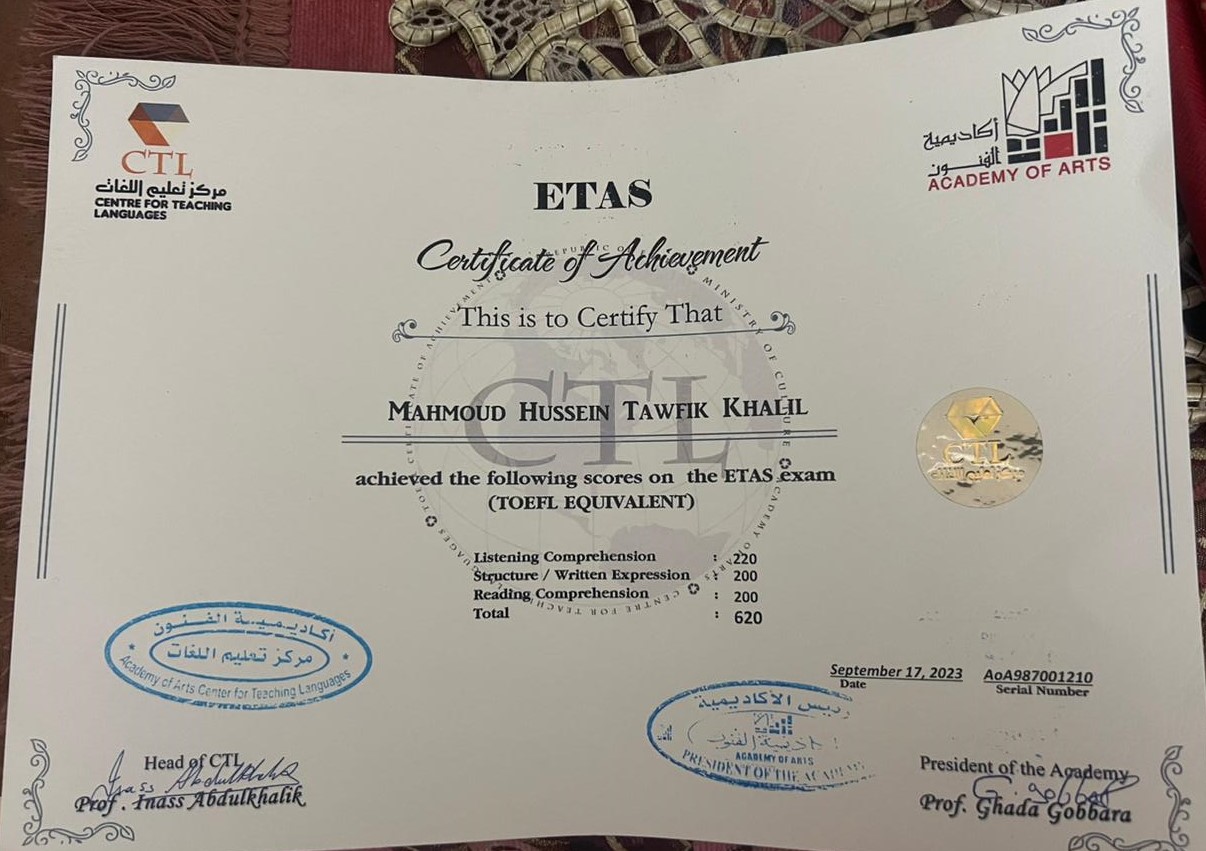 CTL
مركز تعليم اللغات
CENTRE FOR TEACHING
LANGUAGES
أكاديمية
الفنون
ACADEMY OF ARTS
ETAS
Certificate of Achievement
This is to Certify That
CTL
MAHMOUD HUSSEIN TAWFIK KHALIL
achieved the following scores on the ETAS exam
(TOEFL EQUIVALENT)
CTL
Listening Comprehension : 220
Structure / Written Expression : 200
Reading Comprehension : 200
Total : 620
أكاديمية الفنون
مركز تعليم اللغات
Academy of Arts Center for Teaching Languages
September 17, 2023 AoA987001210
Date Serial Number
رئيس الأكاديمية
ACADEMY OF ARTS
PRESIDENT OF THE ACADEMY
Head of CTL
Prof. Inass Abdulkhalik
President of the Academy
Prof. Ghada Gobbara